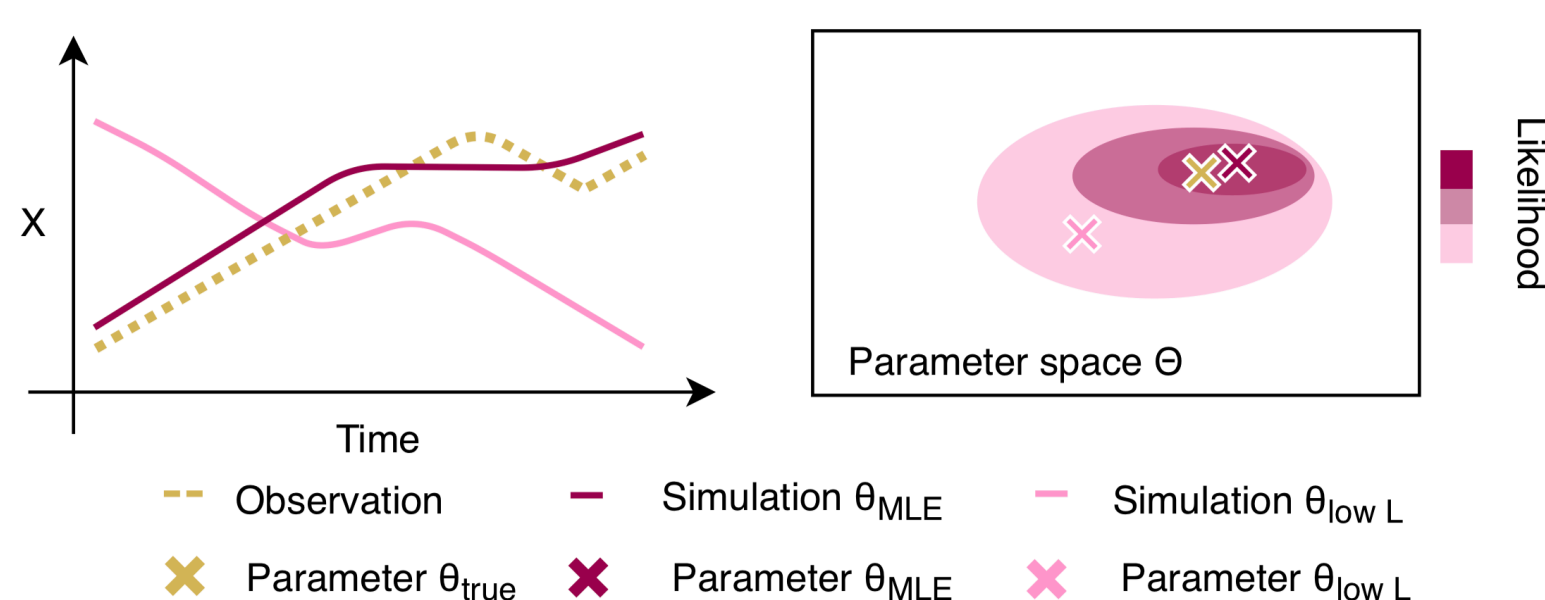 X
Time
Parameter space Θ
Likelihood
Observation
Simulation θMLE
Simulation θlow L
Parameter θtrue
Parameter θMLE
Parameter θlow L